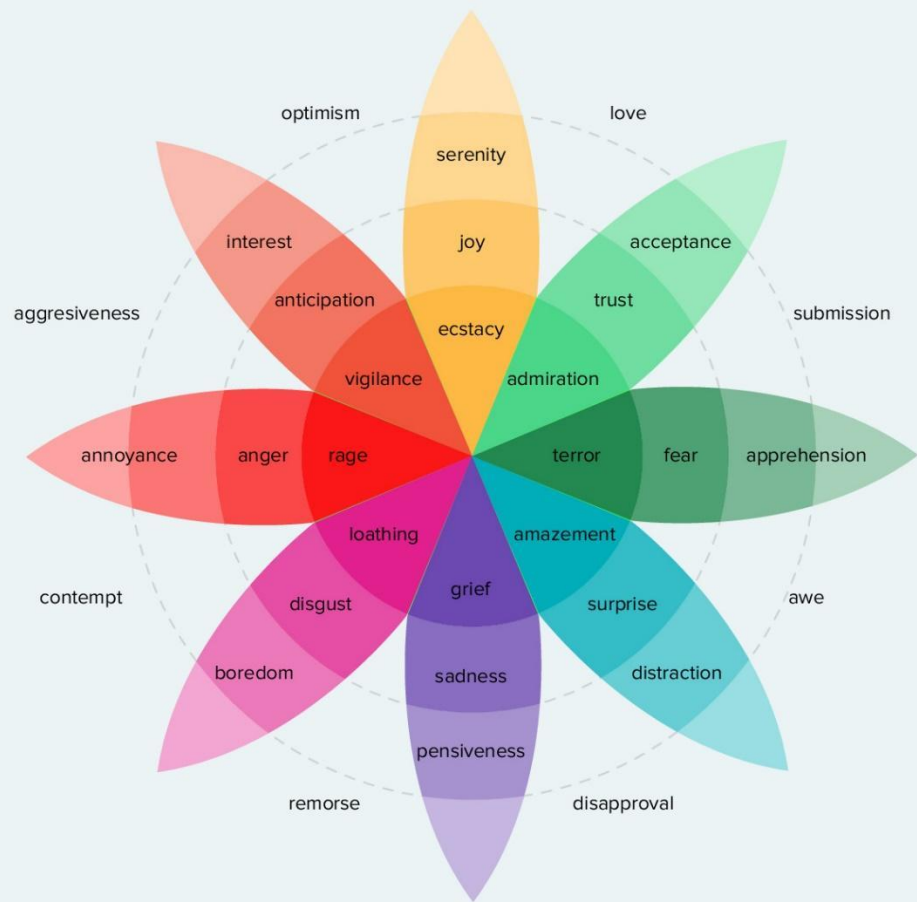 optimism
love
serenity
interest
joy
acceptance
anticipation
trust
aggresiveness
submission
ecstacy
vigilance
admiration
annoyance
anger
rage
terror
fear
apprehension
loathing
amazement
grief
contempt
disgust
surprise
awe
boredom
sadness
distraction
pensiveness
remorse
disapproval